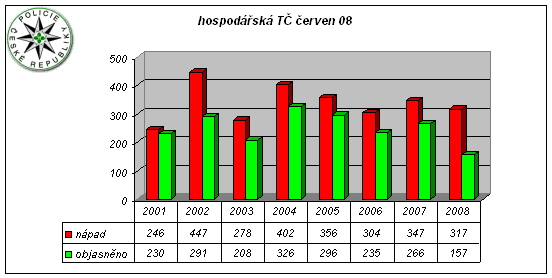 POLICIE
ČESKÉ REPUBLIKY
hospodářská TČ červen 08
500
400
300
200
100
0
2001 2002 2003 2004 2005 2006 2007 2008
nápad 246 447 278 402 356 304 347 317
objasněno 230 291 208 326 296 235 266 157